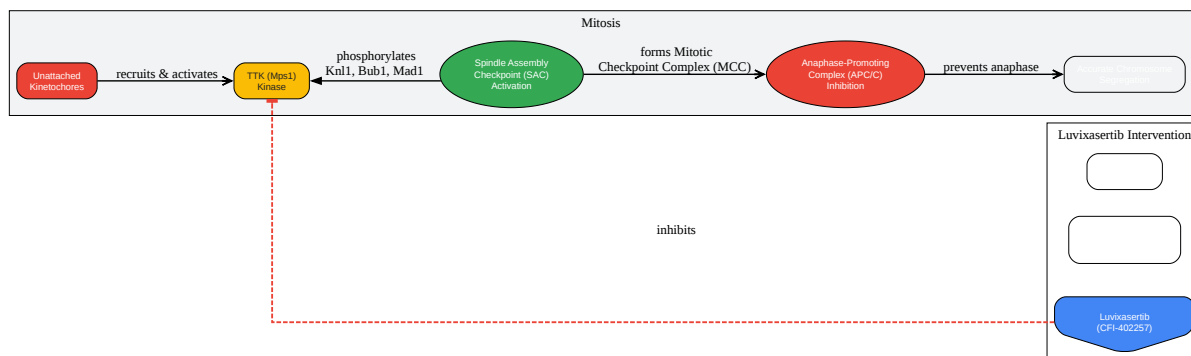 Mitosis
Unattached
Kinetochores
recruits & activates
TTK (Mps1)
Kinase
phosphorylates
Knl1, Bub1, Mad1
Spindle Assembly
Checkpoint (SAC)
Activation
forms Mitotic
Checkpoint Complex (MCC)
Anaphase-Promoting
Complex (APC/C)
Inhibition
prevents anaphase
Luvixasertib Intervention
inhibits
Luvixasertib
(CFI-402257)